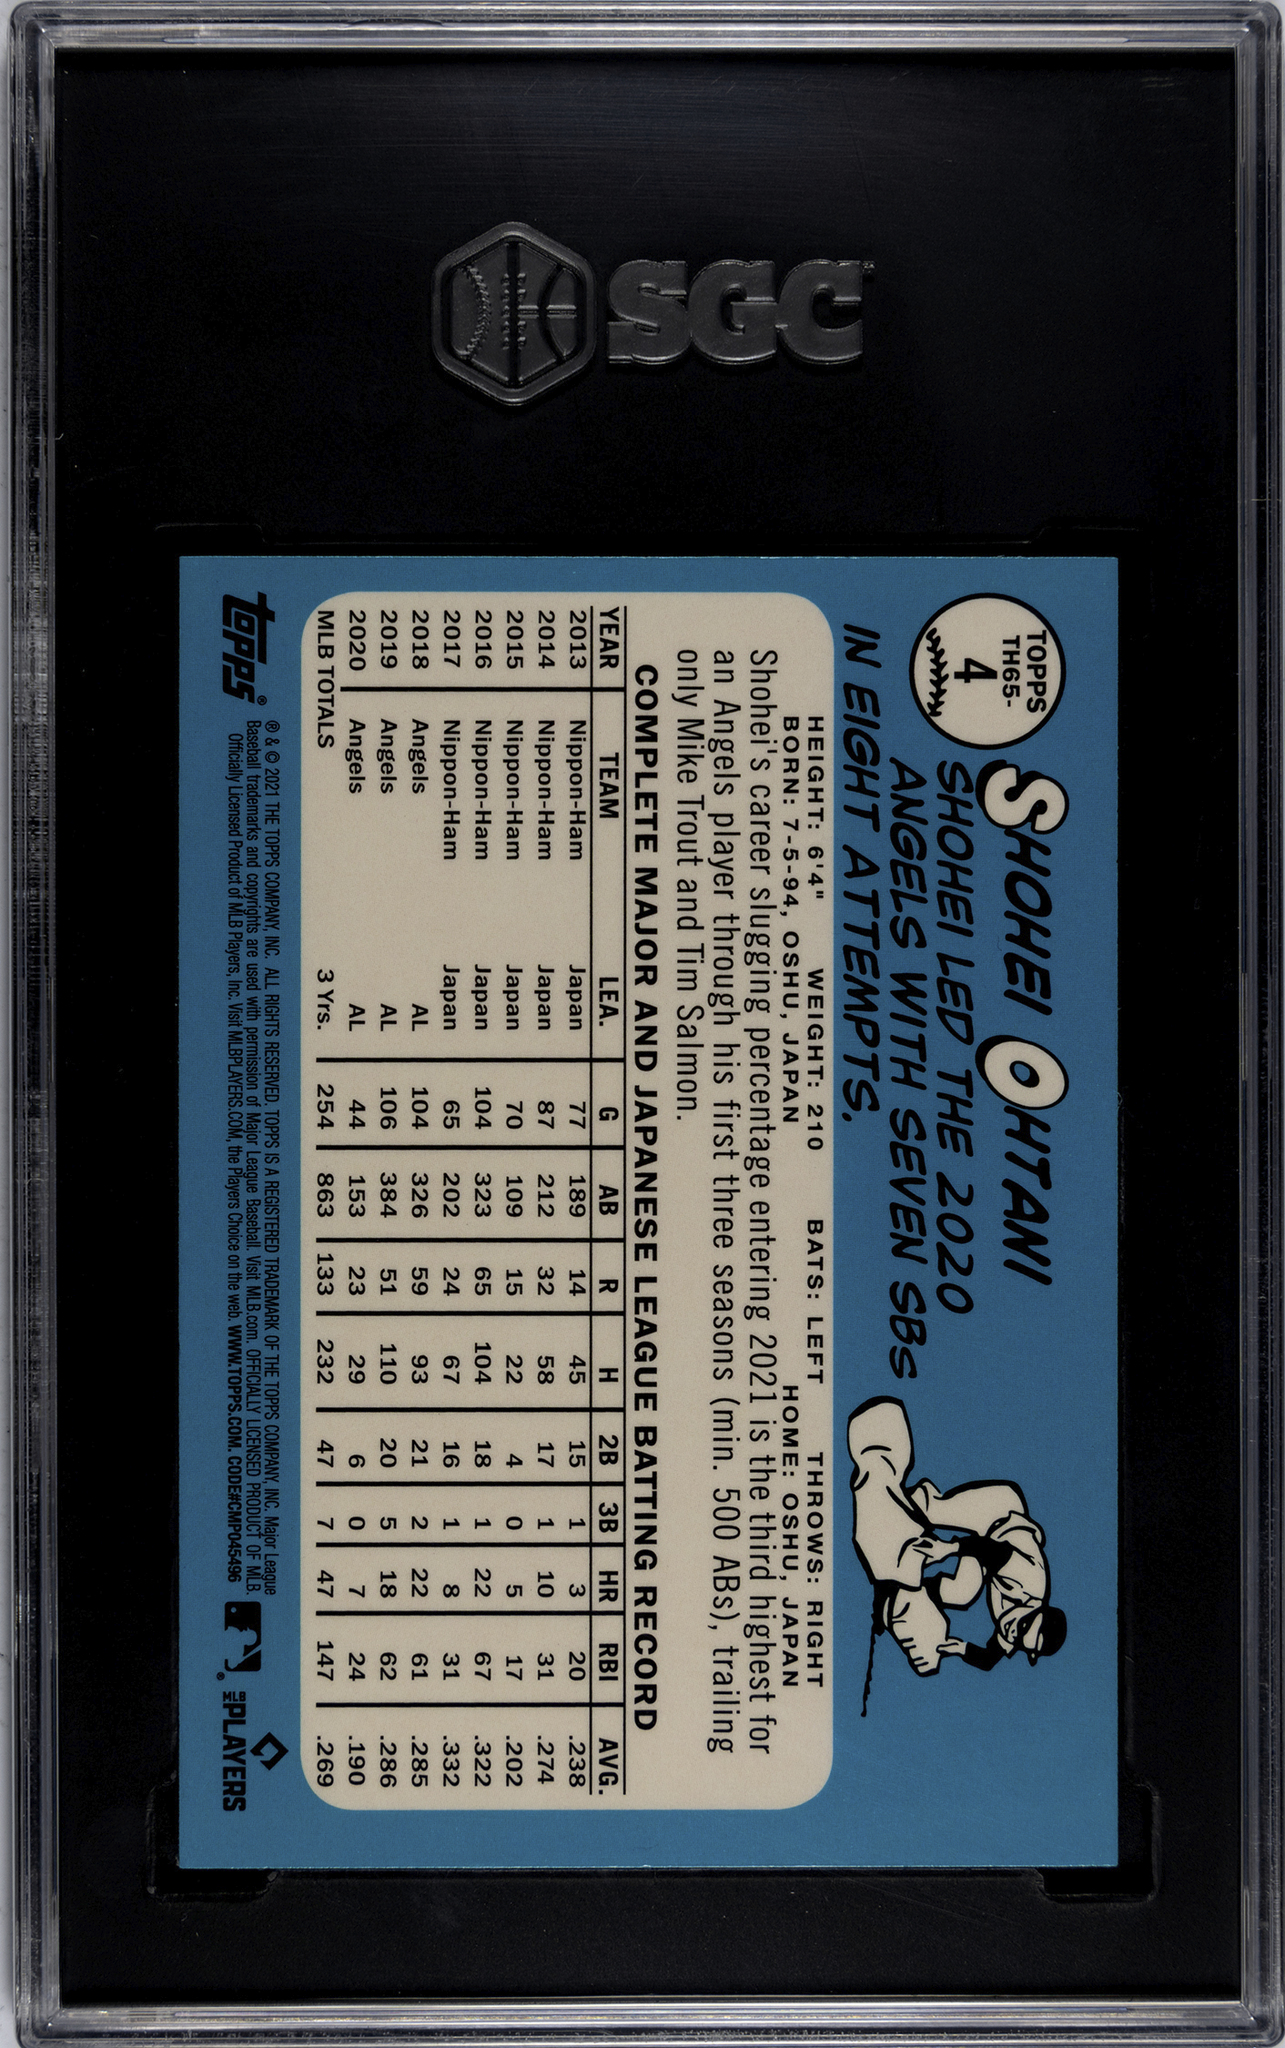 SGC
TOPPS
TH65-
4
SHOHEI OHTANI
SHOHEI LED THE 2020
ANGELS WITH SEVEN SBS
IN EIGHT ATTEMPTS.
HEIGHT: 6'4" WEIGHT: 210 BATS: LEFT THROWS: RIGHT
BORN: 7-5-94, OSHU, JAPAN HOME: OSHU, JAPAN
Shohei's career slugging percentage entering 2021 is the third highest for
an Angels player through his first three seasons (min. 500 ABs), trailing
only Mike Trout and Tim Salmon.
COMPLETE MAJOR AND JAPANESE LEAGUE BATTING RECORD
YEAR TEAM LEA. G AB R H 2B 3B HR RBI AVG.
2013 Nippon-Ham Japan 77 189 14 45 15 1 3 20 .238
2014 Nippon-Ham Japan 87 212 32 58 17 1 10 31 .274
2015 Nippon-Ham Japan 70 109 15 22 4 0 5 17 .202
2016 Nippon-Ham Japan 104 323 65 104 18 1 22 67 .322
2017 Nippon-Ham Japan 65 202 24 67 16 1 8 31 .332
2018 Angels AL 104 326 59 93 21 2 22 61 .285
2019 Angels AL 106 384 51 110 20 5 18 62 .286
2020 Angels AL 44 153 23 29 6 0 7 24 .190
MLB TOTALS 3 Yrs. 254 863 133 232 47 7 47 147 .269
topps®
® & © 2021 THE TOPPS COMPANY, INC. ALL RIGHTS RESERVED. TOPPS IS A REGISTERED TRADEMARK OF THE TOPPS COMPANY, INC. Major League
Baseball trademarks and copyrights are used with permission of Major League Baseball. Visit MLB.com. OFFICIALLY LICENSED PRODUCT OF MLB.
Officially Licensed Product of MLB Players, Inc. Visit MLBPLAYERS.COM, the Players Choice on the web. WWW.TOPPS.COM. CODE#CMP045496
MLB PLAYERS